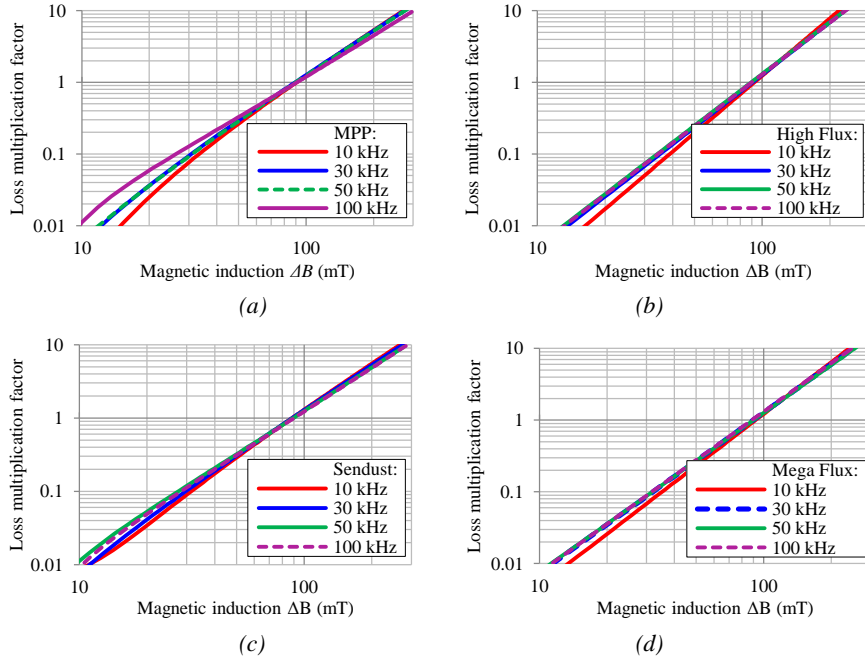 10
1
0.1
0.01
Loss multiplication factor
MPP:
10 kHz
30 kHz
50 kHz
100 kHz
10
100
Magnetic induction ΔB (mT)
(a)
10
1
0.1
0.01
Loss multiplication factor
High Flux:
10 kHz
30 kHz
50 kHz
100 kHz
10
100
Magnetic induction ΔB (mT)
(b)
10
1
0.1
0.01
Loss multiplication factor
Sendust:
10 kHz
30 kHz
50 kHz
100 kHz
10
100
Magnetic induction ΔB (mT)
(c)
10
1
0.1
0.01
Loss multiplication factor
Mega Flux:
10 kHz
30 kHz
50 kHz
100 kHz
10
100
Magnetic induction ΔB (mT)
(d)